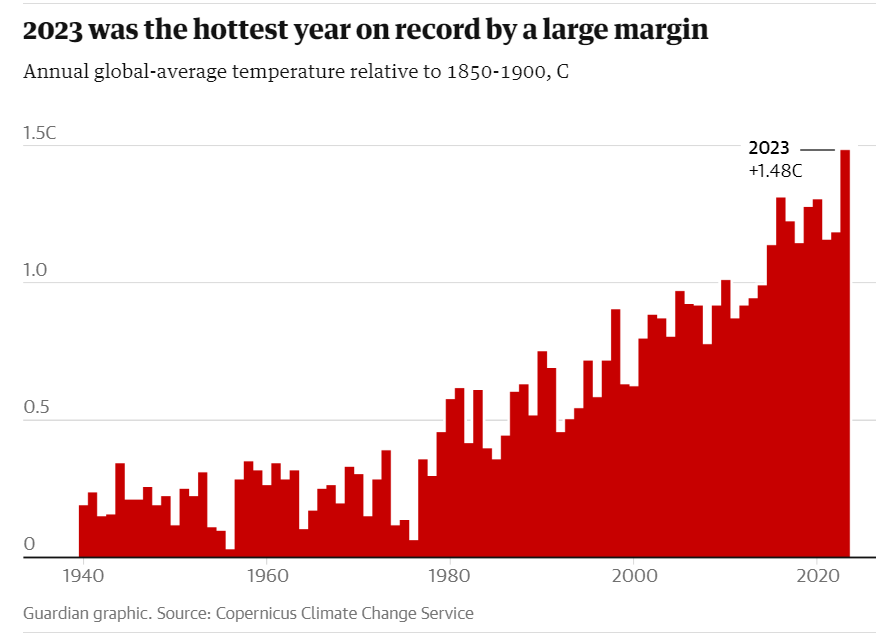 2023 was the hottest year on record by a large margin
Annual global-average temperature relative to 1850-1900, C
1.5C
2023
+1.48C
1.0
0.5
0
1940 1960 1980 2000 2020
Guardian graphic. Source: Copernicus Climate Change Service